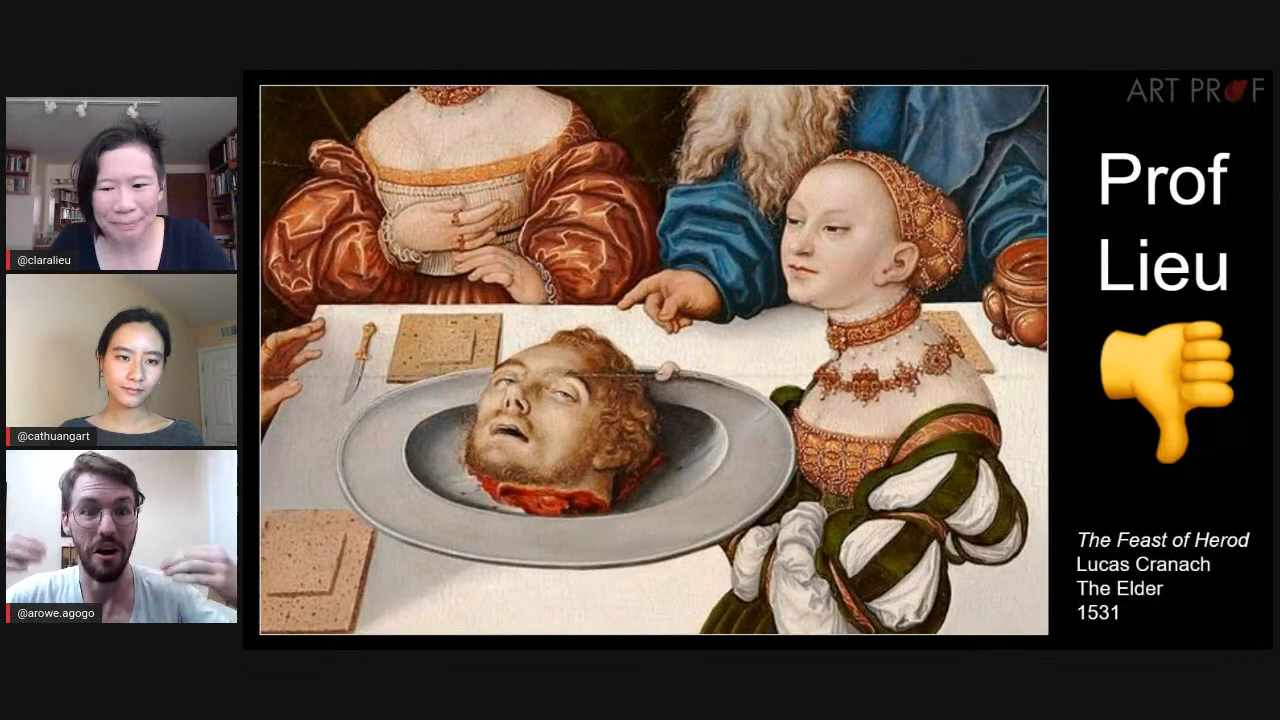 ART PROF
Prof
Lieu
@claralieu
@cathuangart
The Feast of Herod
Lucas Cranach
The Elder
1531
@arowe.agogo